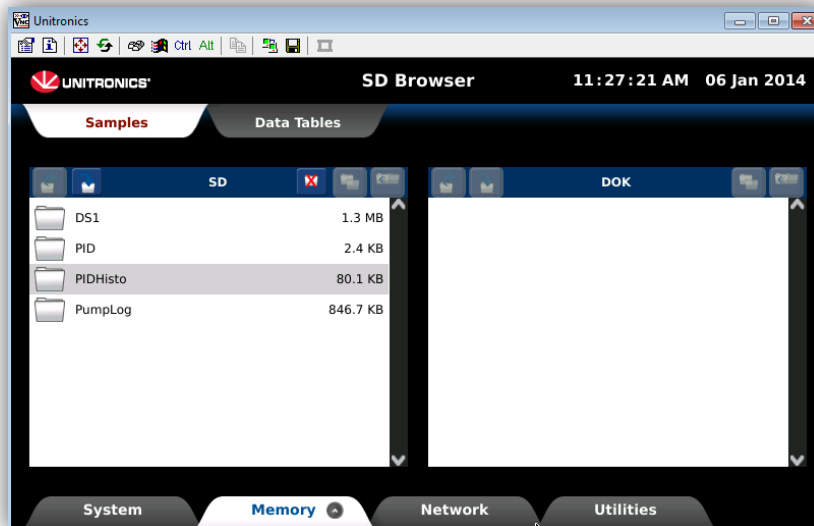 Unitronics
Ctrl Alt
UNITRONICS SD Browser 11:27:21 AM 06 Jan 2014
Samples Data Tables
SD DOK
DS1 1.3 MB
PID 2.4 KB
PIDHisto 80.1 KB
PumpLog 846.7 KB
System Memory Network Utilities